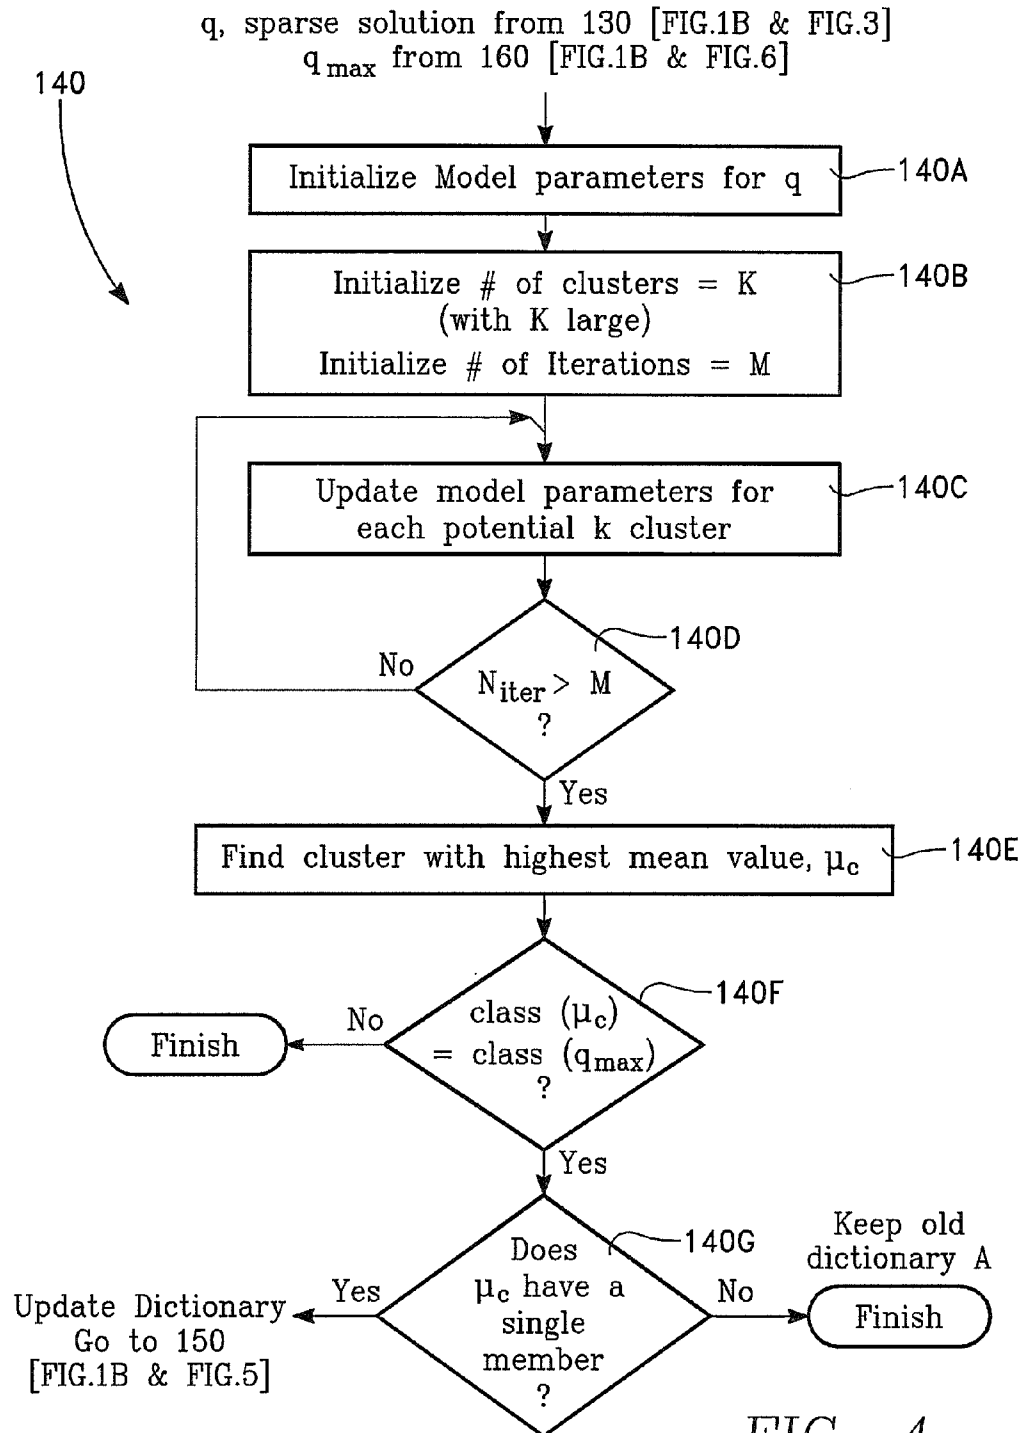 q, sparse solution from 130 [FIG.1B & FIG.3]
q max from 160 [FIG.1B & FIG.6]
140
Initialize Model parameters for q
140A
Initialize # of clusters = K
(with K large)
Initialize # of Iterations = M
140B
Update model parameters for
each potential k cluster
140C
140D
No
Niter > M
?
Yes
Find cluster with highest mean value, μc
140E
140F
class (μc)
= class (qmax)
?
No
Finish
Yes
140G
Does
μc have a
single
member
?
Yes
Update Dictionary
Go to 150
[FIG.1B & FIG.5]
No
Keep old
dictionary A
Finish
FIG. 4